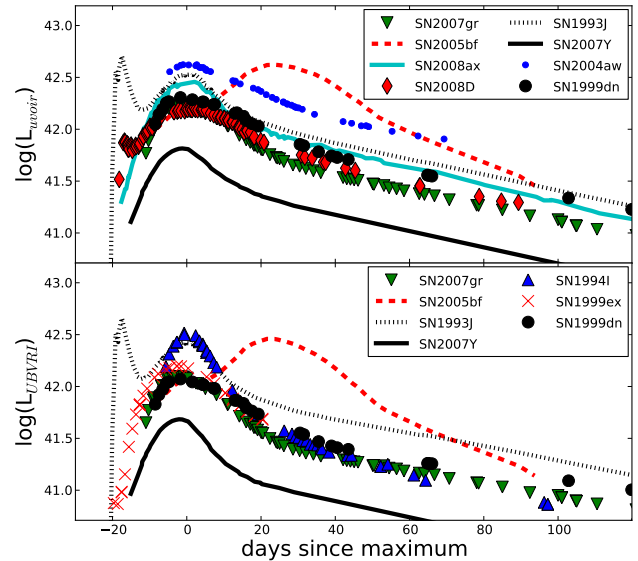 43.0
42.5
42.0
41.5
41.0
log(L_uvoir)
SN2007gr
SN2005bf
SN2008ax
SN2008D
SN1993J
SN2007Y
SN2004aw
SN1999dn
43.0
42.5
42.0
41.5
41.0
log(L_UBVRI)
SN2007gr
SN2005bf
SN1993J
SN2007Y
SN1994I
SN1999ex
SN1999dn
−20 0 20 40 60 80 100
days since maximum